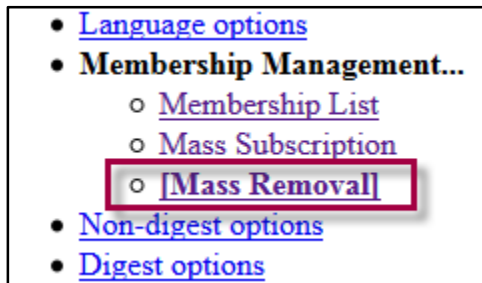 Language options
Membership Management...
Membership List
Mass Subscription
[Mass Removal]
Non-digest options
Digest options